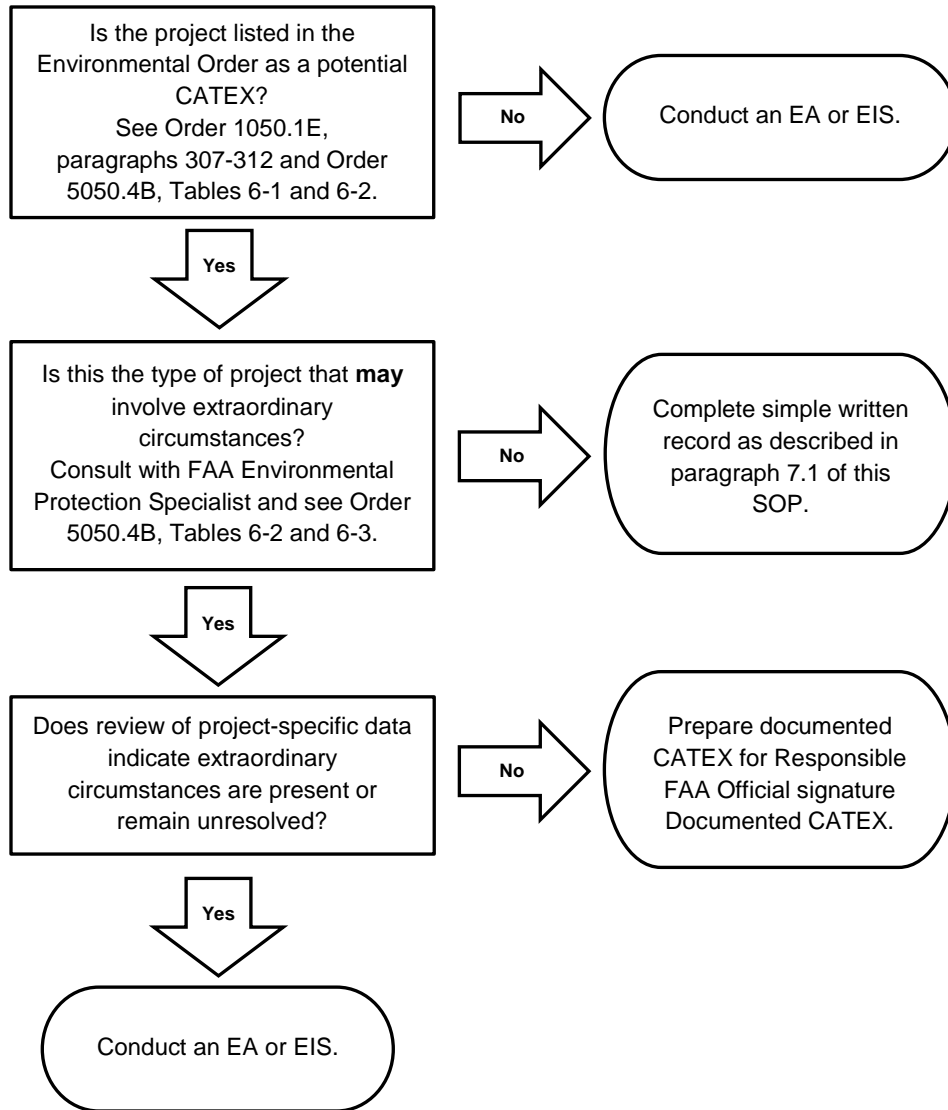 Is the project listed in the
Environmental Order as a potential
CATEX?
See Order 1050.1E,
paragraphs 307-312 and Order
5050.4B, Tables 6-1 and 6-2.
No
Conduct an EA or EIS.
Yes
Is this the type of project that may
involve extraordinary
circumstances?
Consult with FAA Environmental
Protection Specialist and see Order
5050.4B, Tables 6-2 and 6-3.
No
Complete simple written
record as described in
paragraph 7.1 of this
SOP.
Yes
Does review of project-specific data
indicate extraordinary
circumstances are present or
remain unresolved?
No
Prepare documented
CATEX for Responsible
FAA Official signature
Documented CATEX.
Yes
Conduct an EA or EIS.